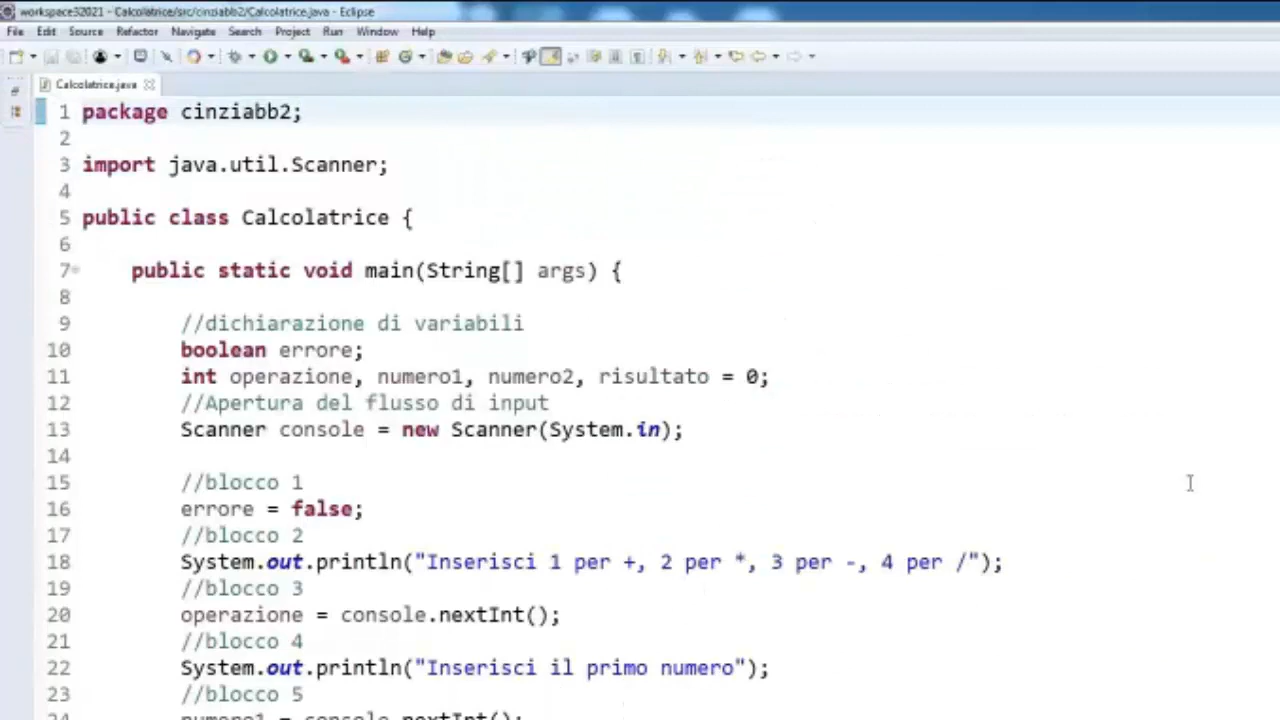 workspace32021 - Calcolatrice/src/cinziabb2/Calcolatrice.java - Eclipse
File Edit Source Refactor Navigate Search Project Run Window Help
Calcolatrice.java
1 package cinziabb2;
2
3 import java.util.Scanner;
4
5 public class Calcolatrice {
6
7 public static void main(String[] args) {
8
9 //dichiarazione di variabili
10 boolean errore;
11 int operazione, numero1, numero2, risultato = 0;
12 //Apertura del flusso di input
13 Scanner console = new Scanner(System.in);
14
15 //blocco 1
16 errore = false;
17 //blocco 2
18 System.out.println("Inserisci 1 per +, 2 per *, 3 per -, 4 per /");
19 //blocco 3
20 operazione = console.nextInt();
21 //blocco 4
22 System.out.println("Inserisci il primo numero");
23 //blocco 5
24 numero1 = console.nextInt();